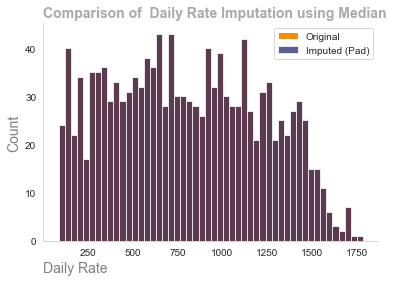 Comparison of  Daily Rate Imputation using Median
Original
Imputed (Pad)
Count
40
30
20
10
0
250 500 750 1000 1250 1500 1750
Daily Rate